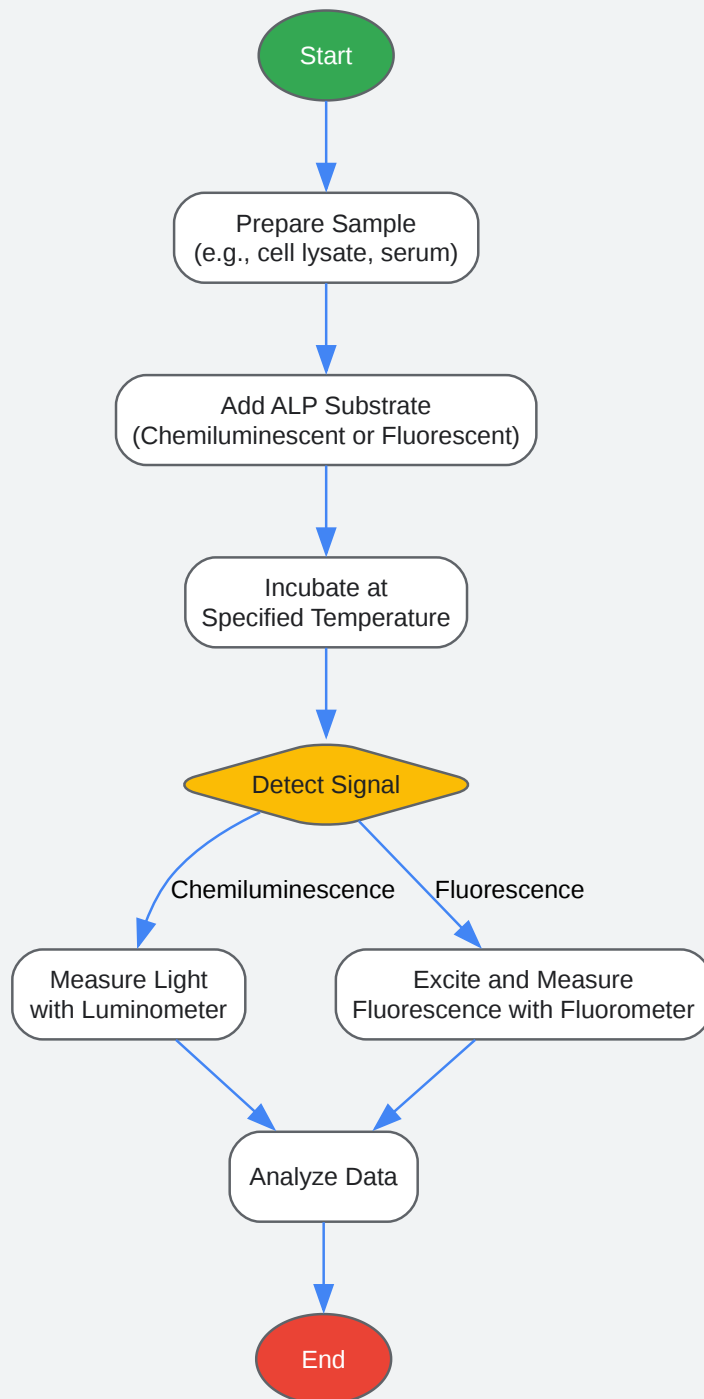 Start
Prepare Sample
(e.g., cell lysate, serum)
Add ALP Substrate
(Chemiluminescent or Fluorescent)
Incubate at
Specified Temperature
Detect Signal
Chemiluminescence
Fluorescence
Measure Light
with Luminometer
Excite and Measure
Fluorescence with Fluorometer
Analyze Data
End